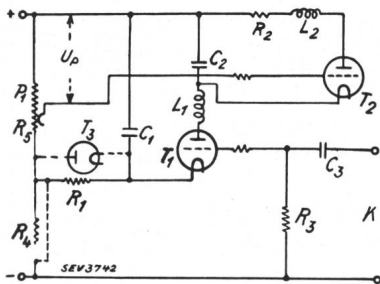 +
R₂
L₂
Uₚ
C₂
P₁
R₅
T₃
L₁
T₂
C₁
T₁
C₃
R₁
R₄
R₃
K
-
SEV3742